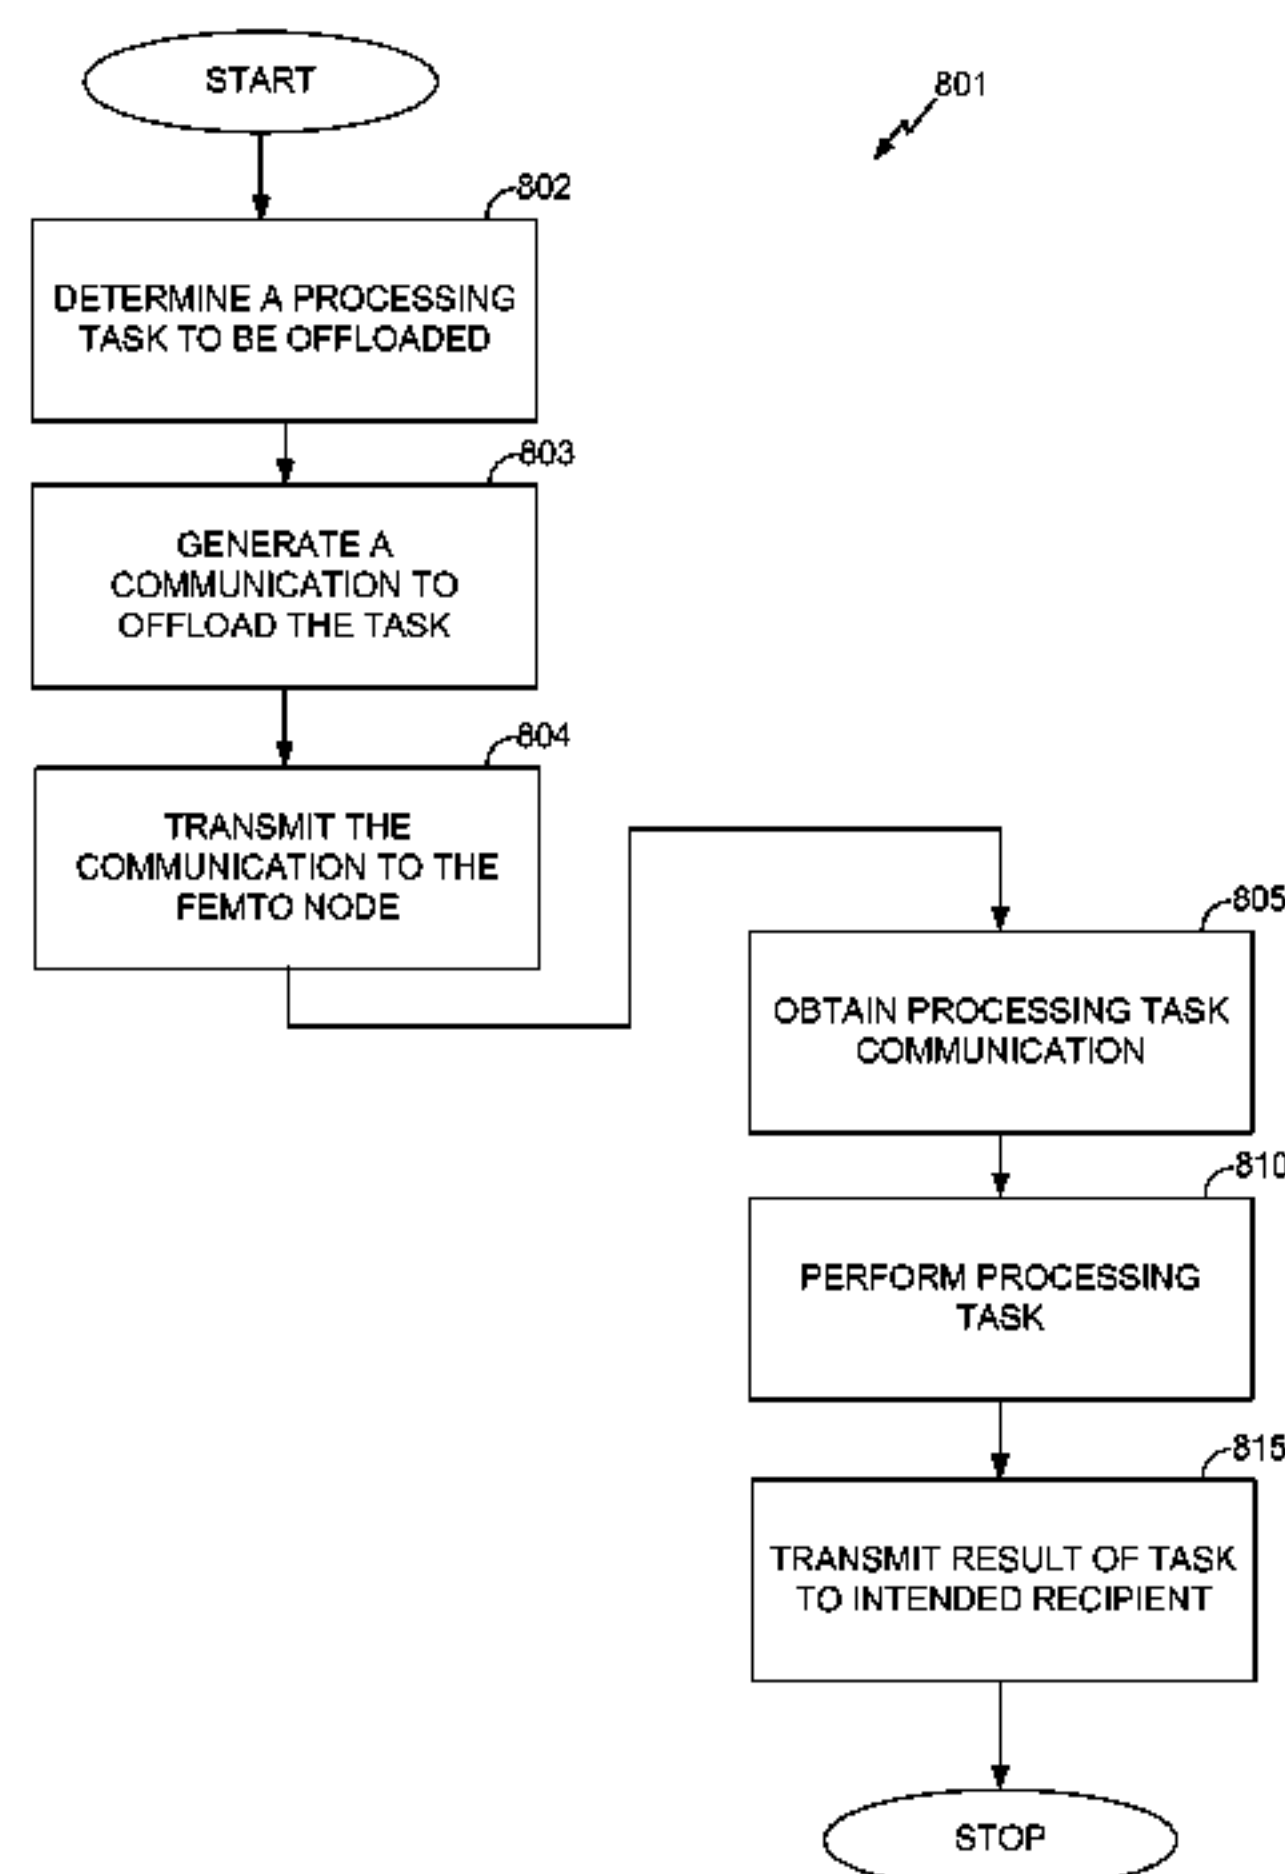 START
801
802
DETERMINE A PROCESSING
TASK TO BE OFFLOADED
803
GENERATE A
COMMUNICATION TO
OFFLOAD THE TASK
804
TRANSMIT THE
COMMUNICATION TO THE
FEMTO NODE
805
OBTAIN PROCESSING TASK
COMMUNICATION
810
PERFORM PROCESSING
TASK
815
TRANSMIT RESULT OF TASK
TO INTENDED RECIPIENT
STOP